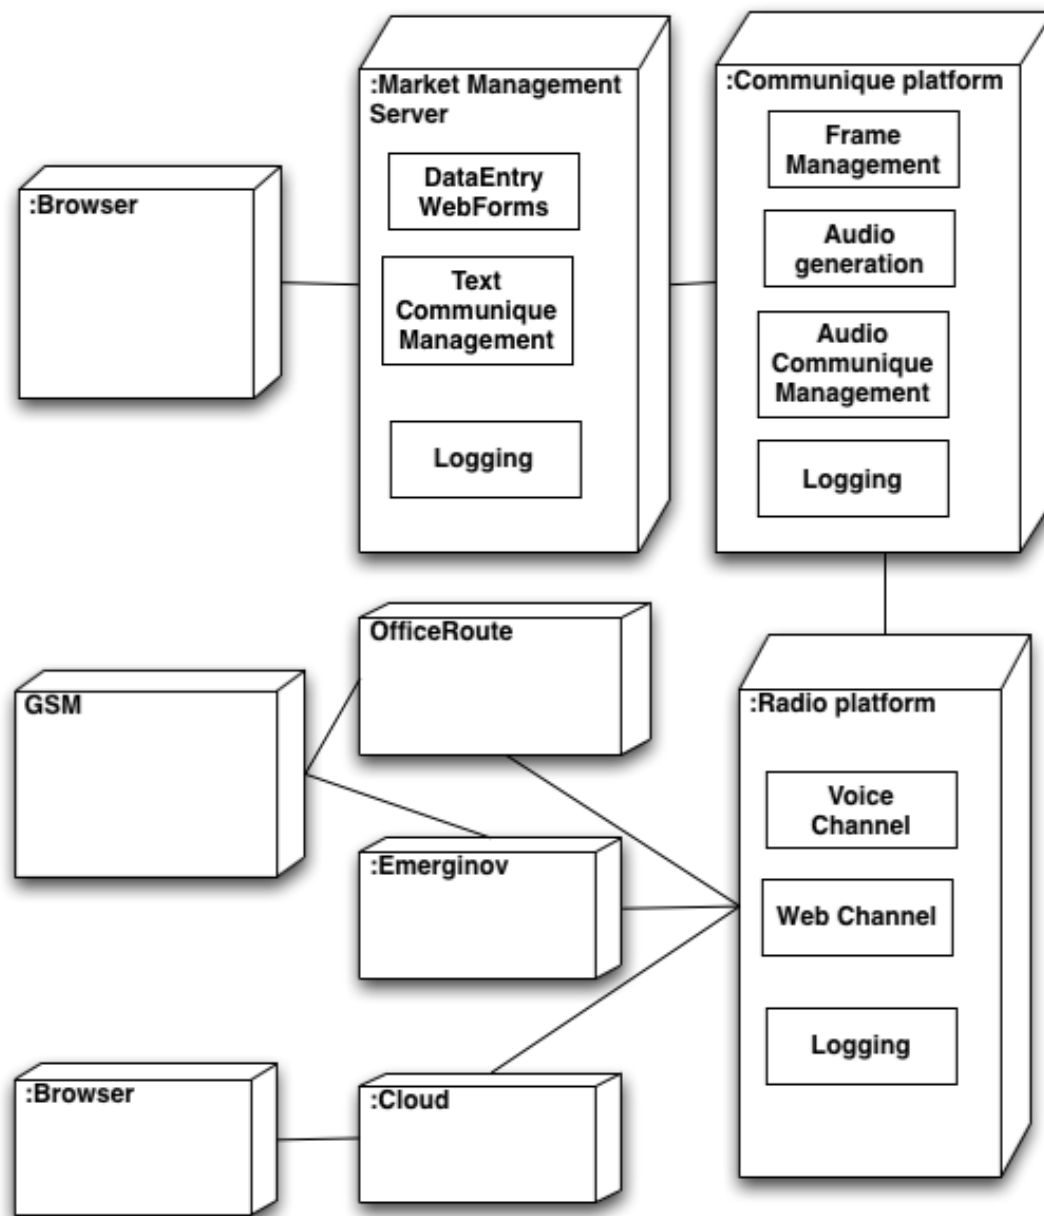 :Browser
:Market Management
Server
DataEntry
WebForms
Text
Communique
Management
Logging
:Communique platform
Frame
Management
Audio
generation
Audio
Communique
Management
Logging
GSM
OfficeRoute
:Emerginov
:Browser
:Cloud
:Radio platform
Voice
Channel
Web Channel
Logging